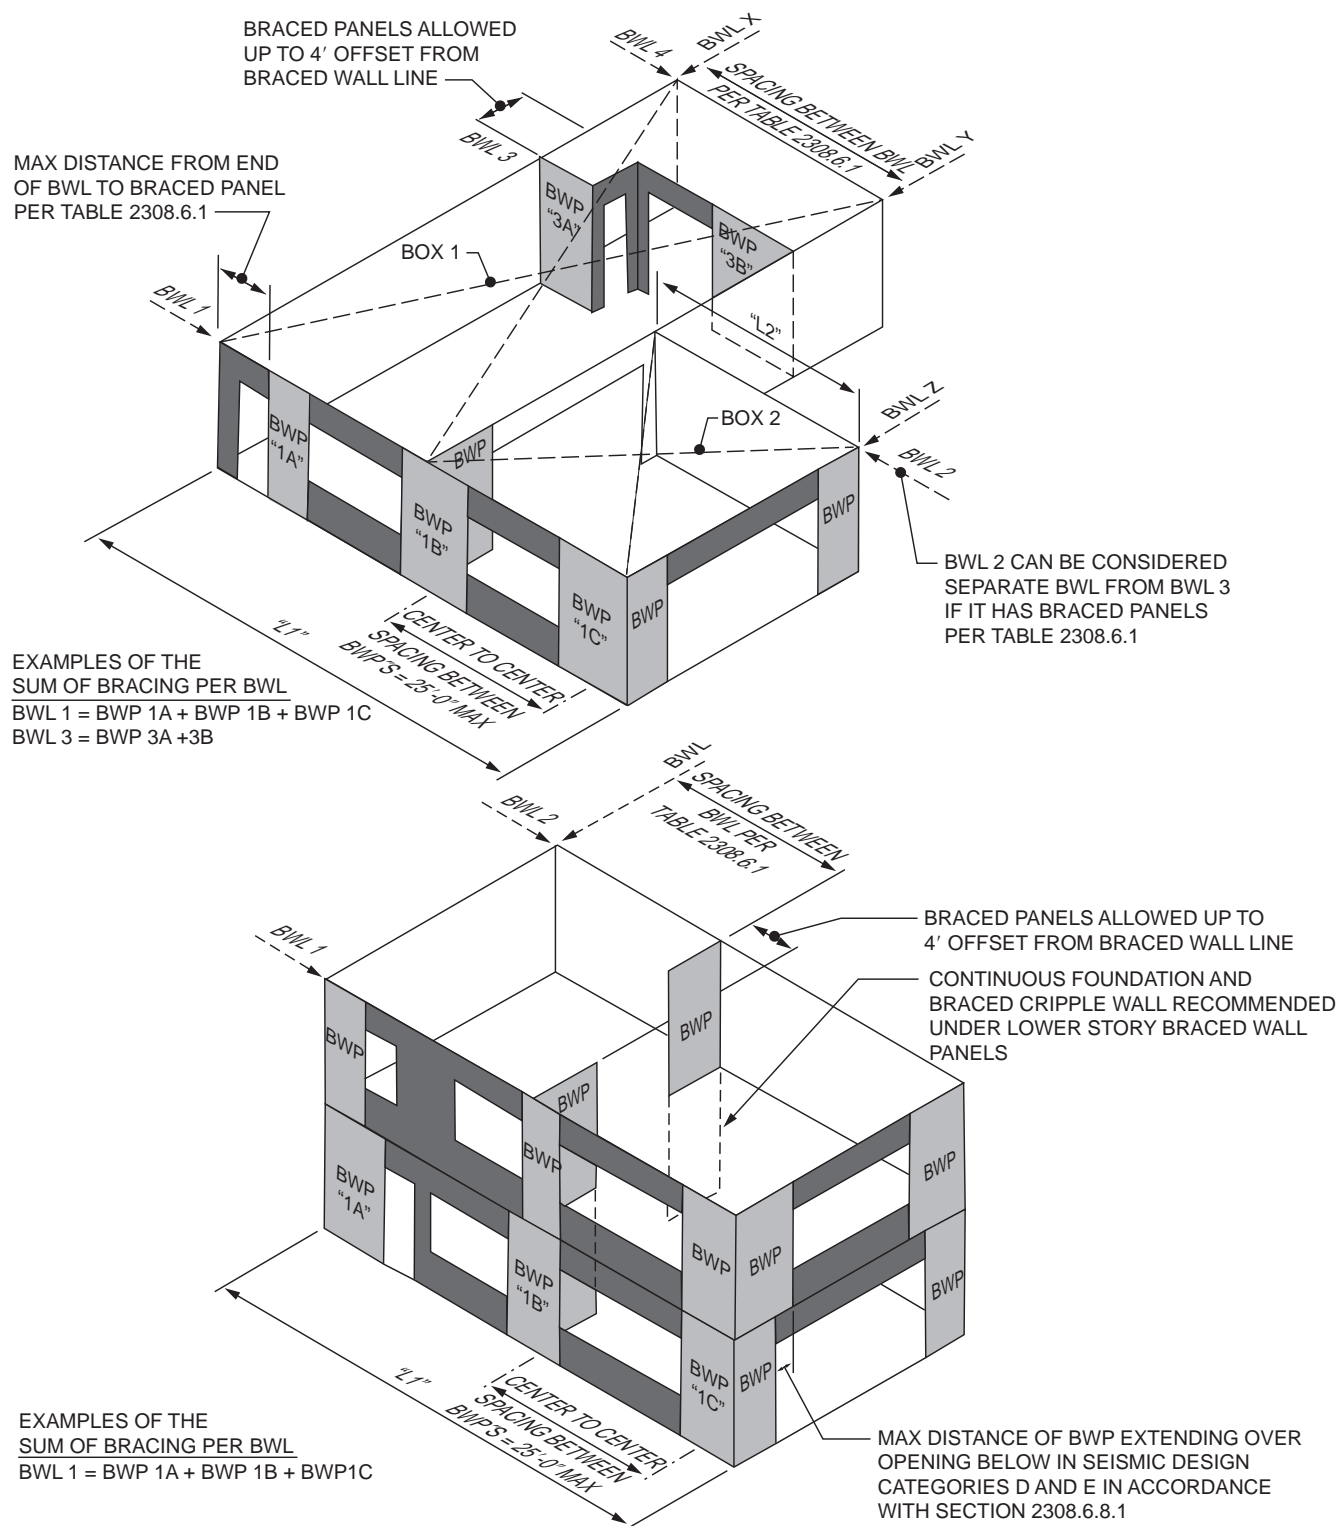 BRACED PANELS ALLOWED
UP TO 4′ OFFSET FROM
BRACED WALL LINE
BWL 4
BWL X
SPACING BETWEEN BWL
PER TABLE 2308.6.1
BWL Y
BWL 3
MAX DISTANCE FROM END
OF BWL TO BRACED PANEL
PER TABLE 2308.6.1
BWP
“3A”
BWP
“3B”
BOX 1
BWL 1
“L2”
BWL Z
BOX 2
BWL 2
BWP
“1A”
BWP
BWP
“1B”
BWP
BWP
“1C”
BWP
BWL 2 CAN BE CONSIDERED
SEPARATE BWL FROM BWL 3
IF IT HAS BRACED PANELS
PER TABLE 2308.6.1
“L1”
CENTER TO CENTER
SPACING BETWEEN
BWP'S = 25′-0” MAX
EXAMPLES OF THE
SUM OF BRACING PER BWL
BWL 1 = BWP 1A + BWP 1B + BWP 1C
BWL 3 = BWP 3A +3B
BWL
BWL 2
SPACING BETWEEN
BWL PER
TABLE 2308.6.1
BWL 1
BRACED PANELS ALLOWED UP TO
4′ OFFSET FROM BRACED WALL LINE
CONTINUOUS FOUNDATION AND
BRACED CRIPPLE WALL RECOMMENDED
UNDER LOWER STORY BRACED WALL
PANELS
BWP
BWP
BWP
BWP
BWP
BWP
BWP
BWP
“1A”
BWP
“1B”
BWP
“1C”
BWP
BWP
“L1”
CENTER TO CENTER
SPACING BETWEEN
BWP'S = 25′-0” MAX
EXAMPLES OF THE
SUM OF BRACING PER BWL
BWL 1 = BWP 1A + BWP 1B + BWP1C
MAX DISTANCE OF BWP EXTENDING OVER
OPENING BELOW IN SEISMIC DESIGN
CATEGORIES D AND E IN ACCORDANCE
WITH SECTION 2308.6.8.1